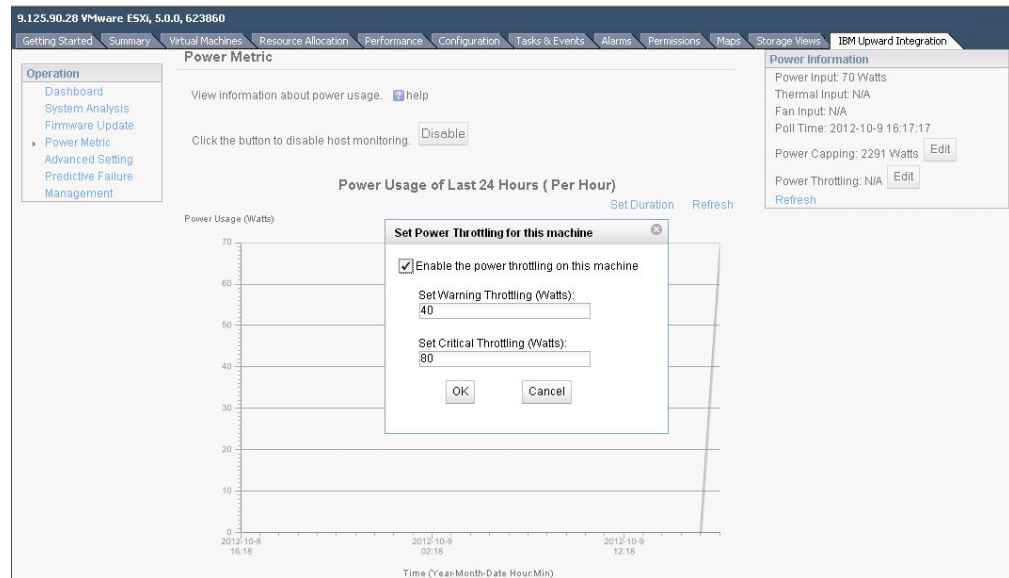 9.125.90.28 VMware ESXi, 5.0.0, 623860
Getting Started Summary Virtual Machines Resource Allocation Performance Configuration Tasks & Events Alarms Permissions Maps Storage Views IBM Upward Integration
Operation
Dashboard
System Analysis
Firmware Update
Power Metric
Advanced Setting
Predictive Failure
Management
Power Metric
View information about power usage. ? help
Click the button to disable host monitoring. Disable
Power Usage of Last 24 Hours ( Per Hour)
Set Duration Refresh
Power Usage (Watts)
70
60
50
40
30
20
10
0
2012-10-8
16:18
2012-10-9
02:18
2012-10-9
12:18
Time (Year-Month-Date Hour:Min)
Set Power Throttling for this machine
Enable the power throttling on this machine
Set Warning Throttling (Watts):
40
Set Critical Throttling (Watts):
80
OK Cancel
Power Information
Power Input: 70 Watts
Thermal Input: N/A
Fan Input: N/A
Poll Time: 2012-10-9 16:17:17
Power Capping: 2291 Watts Edit
Power Throttling: N/A Edit
Refresh